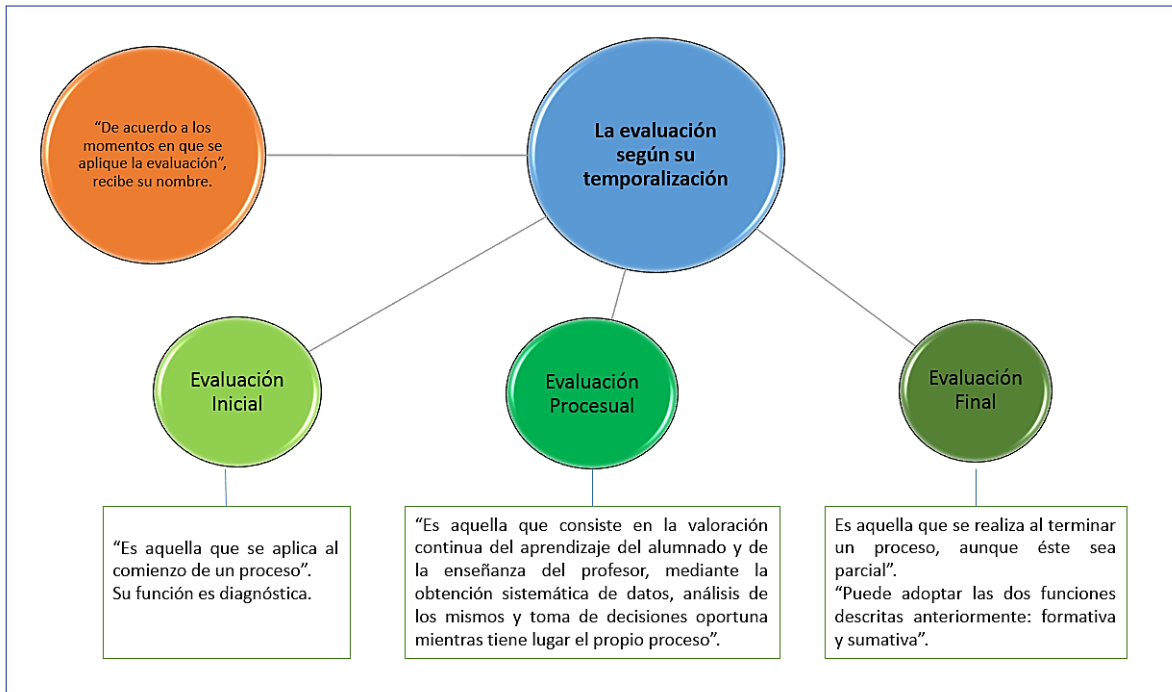 “De acuerdo a los
momentos en que se
aplique la evaluación”,
recibe su nombre.
La evaluación
según su
temporalización
Evaluación
Inicial
Evaluación
Procesual
Evaluación
Final
“Es aquella que se aplica al
comienzo de un proceso”.
Su función es diagnóstica.
“Es aquella que consiste en la valoración
continua del aprendizaje del alumnado y de
la enseñanza del profesor, mediante la
obtención sistemática de datos, análisis de
los mismos y toma de decisiones oportuna
mientras tiene lugar el propio proceso”.
Es aquella que se realiza al terminar
un proceso, aunque éste sea
parcial”.
“Puede adoptar las dos funciones
descritas anteriormente: formativa
y sumativa”.